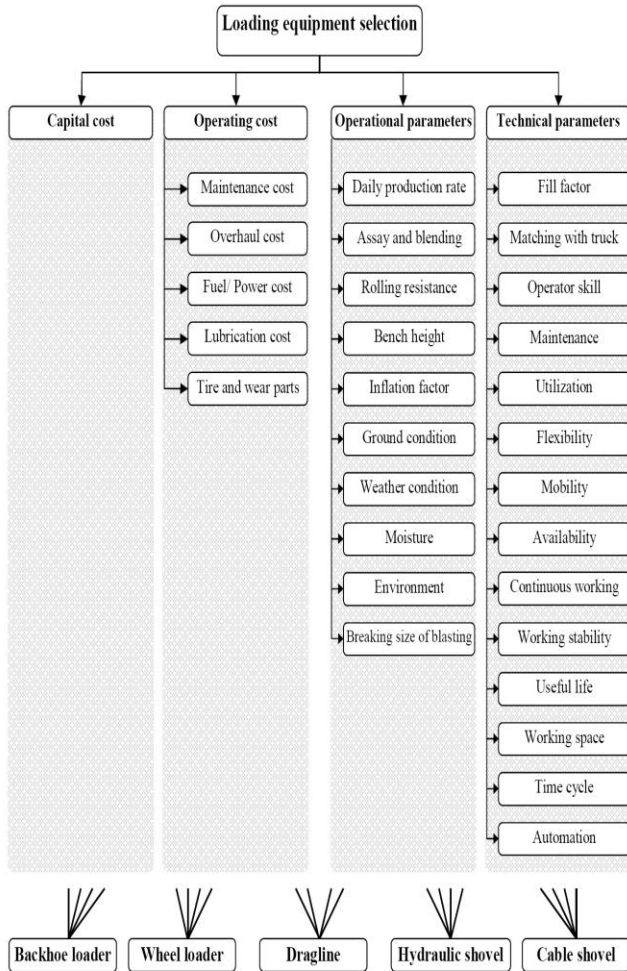 Loading equipment selection
Capital cost
Operating cost
Operational parameters
Technical parameters
Maintenance cost
Overhaul cost
Fuel/ Power cost
Lubrication cost
Tire and wear parts
Daily production rate
Assay and blending
Rolling resistance
Bench height
Inflation factor
Ground condition
Weather condition
Moisture
Environment
Breaking size of blasting
Fill factor
Matching with truck
Operator skill
Maintenance
Utilization
Flexibility
Mobility
Availability
Continuous working
Working stability
Useful life
Working space
Time cycle
Automation
Backhoe loader
Wheel loader
Dragline
Hydraulic shovel
Cable shovel